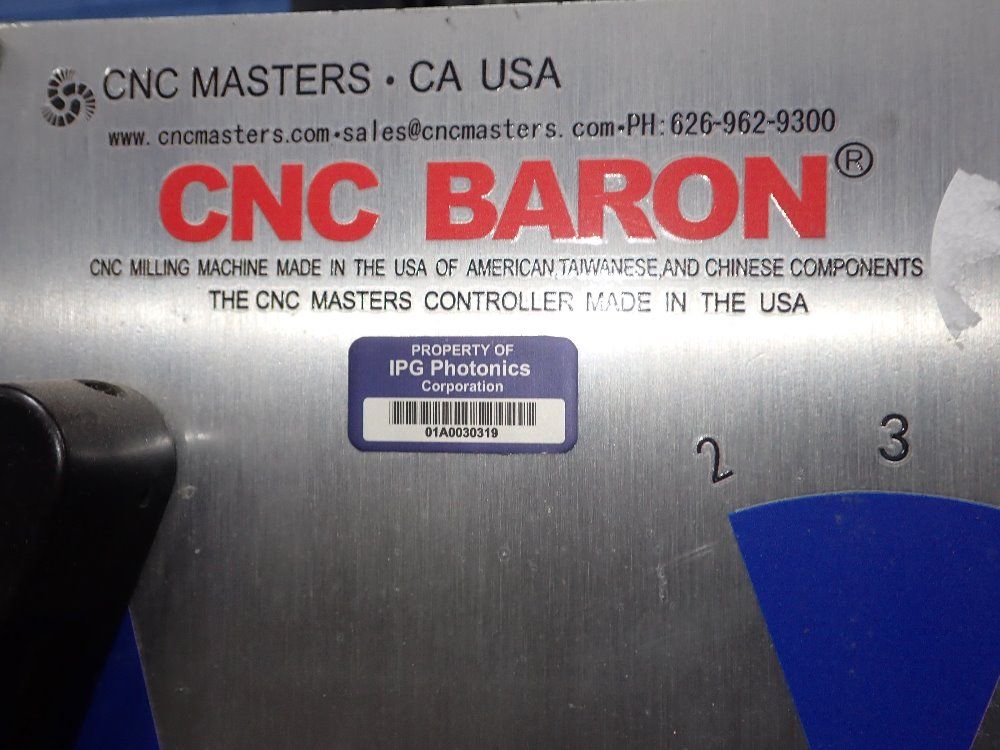 CNC MASTERS · CA USA
www.cncmasters.com·sales@cncmasters.com·PH:626-962-9300
CNC BARON®
CNC MILLING MACHINE MADE IN THE USA OF AMERICAN,TAIWANESE,AND CHINESE COMPONENTS
THE CNC MASTERS CONTROLLER MADE IN THE USA
PROPERTY OF
IPG Photonics
Corporation
01A0030319
2
3